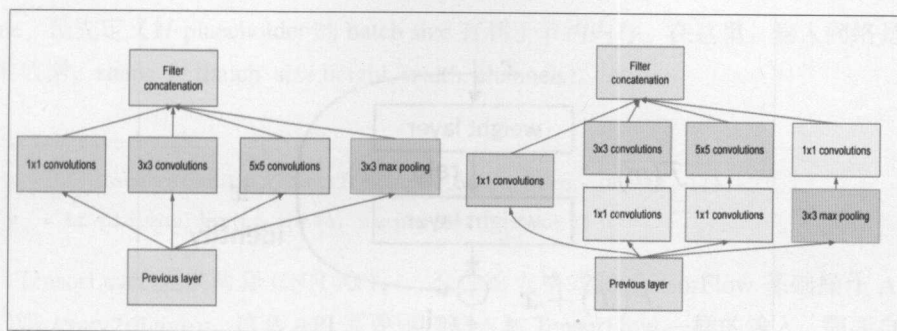 Filter
concatenation
1x1 convolutions
3x3 convolutions
5x5 convolutions
3x3 max pooling
Previous layer
Filter
concatenation
1x1 convolutions
3x3 convolutions
5x5 convolutions
1x1 convolutions
1x1 convolutions
1x1 convolutions
3x3 max pooling
Previous layer